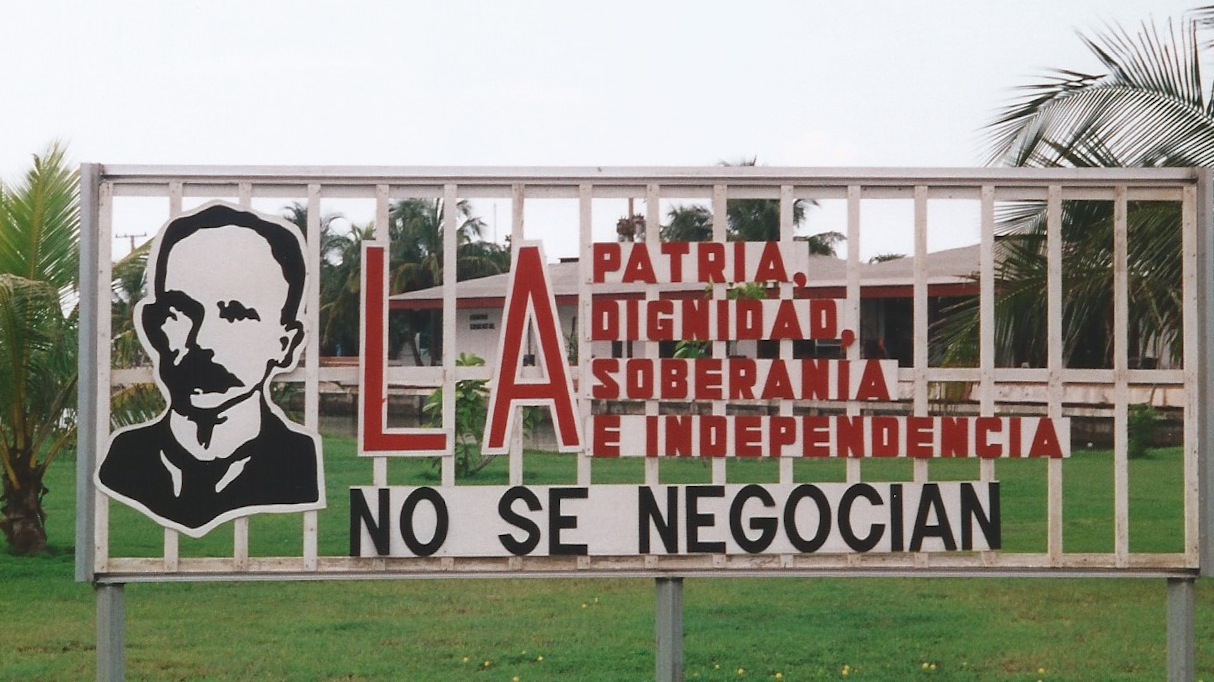 LA
PATRIA,
DIGNIDAD,
SOBERANIA
E INDEPENDENCIA
NO SE NEGOCIAN